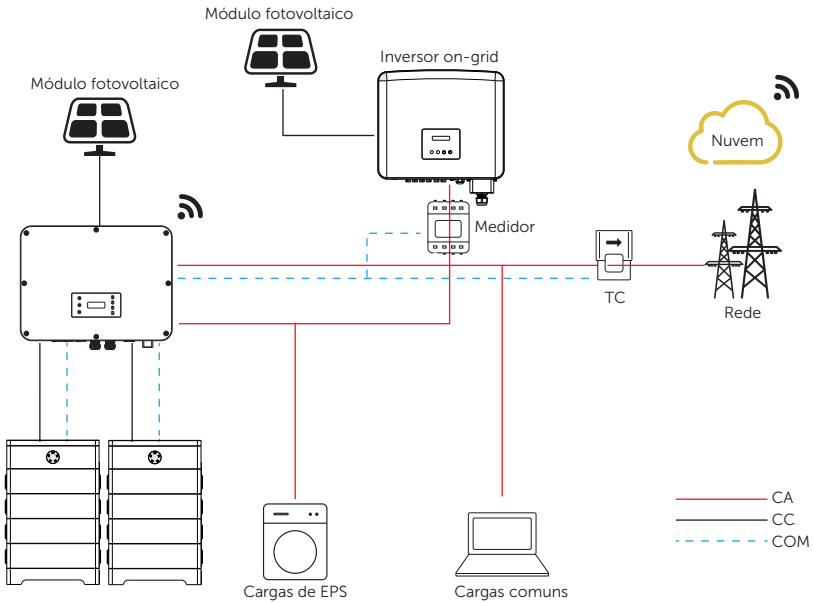 Módulo fotovoltaico
Inversor on-grid
Módulo fotovoltaico
Nuvem
Medidor
TC
Rede
CA
CC
COM
Cargas de EPS
Cargas comuns